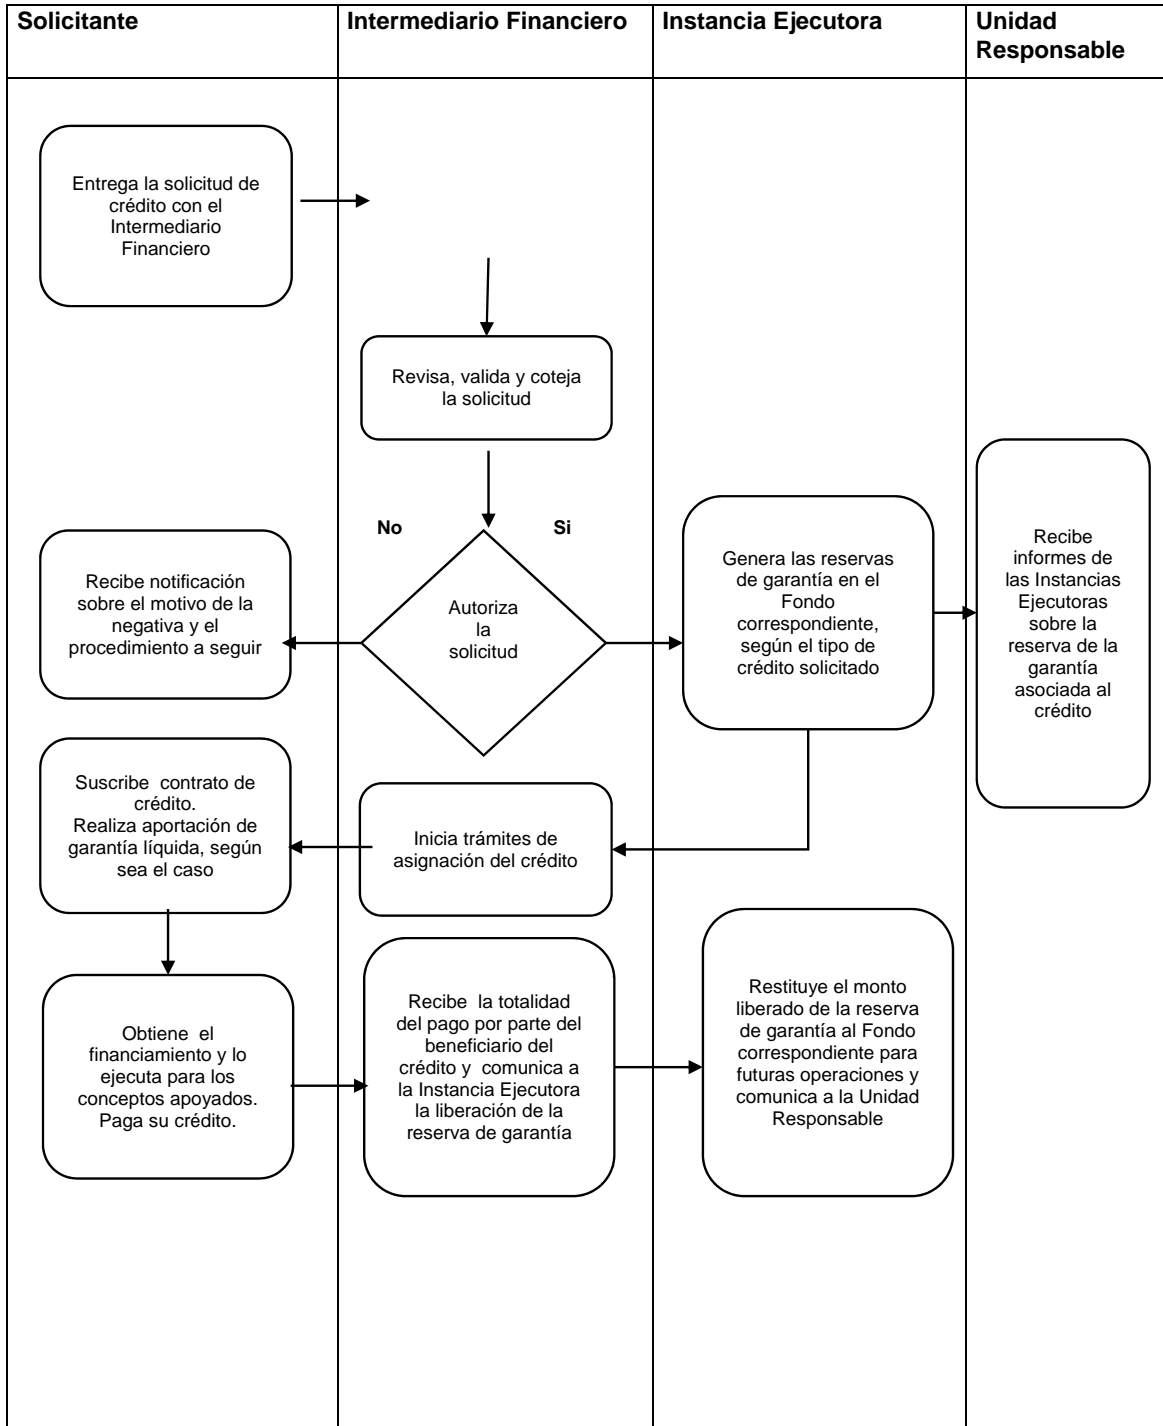 Solicitante
Intermediario Financiero
Instancia Ejecutora
Unidad
Responsable
Entrega la solicitud de
crédito con el
Intermediario
Financiero
Revisa, valida y coteja
la solicitud
No
Si
Autoriza
la
solicitud
Recibe notificación
sobre el motivo de la
negativa y el
procedimiento a seguir
Genera las reservas
de garantía en el
Fondo
correspondiente,
según el tipo de
crédito solicitado
Recibe
informes de
las Instancias
Ejecutoras
sobre la
reserva de la
garantía
asociada al
crédito
Suscribe contrato de
crédito.
Realiza aportación de
garantía líquida, según
sea el caso
Inicia trámites de
asignación del crédito
Obtiene el
financiamiento y lo
ejecuta para los
conceptos apoyados.
Paga su crédito.
Recibe la totalidad
del pago por parte del
beneficiario del
crédito y comunica a
la Instancia Ejecutora
la liberación de la
reserva de garantía
Restituye el monto
liberado de la reserva
de garantía al Fondo
correspondiente para
futuras operaciones y
comunica a la Unidad
Responsable